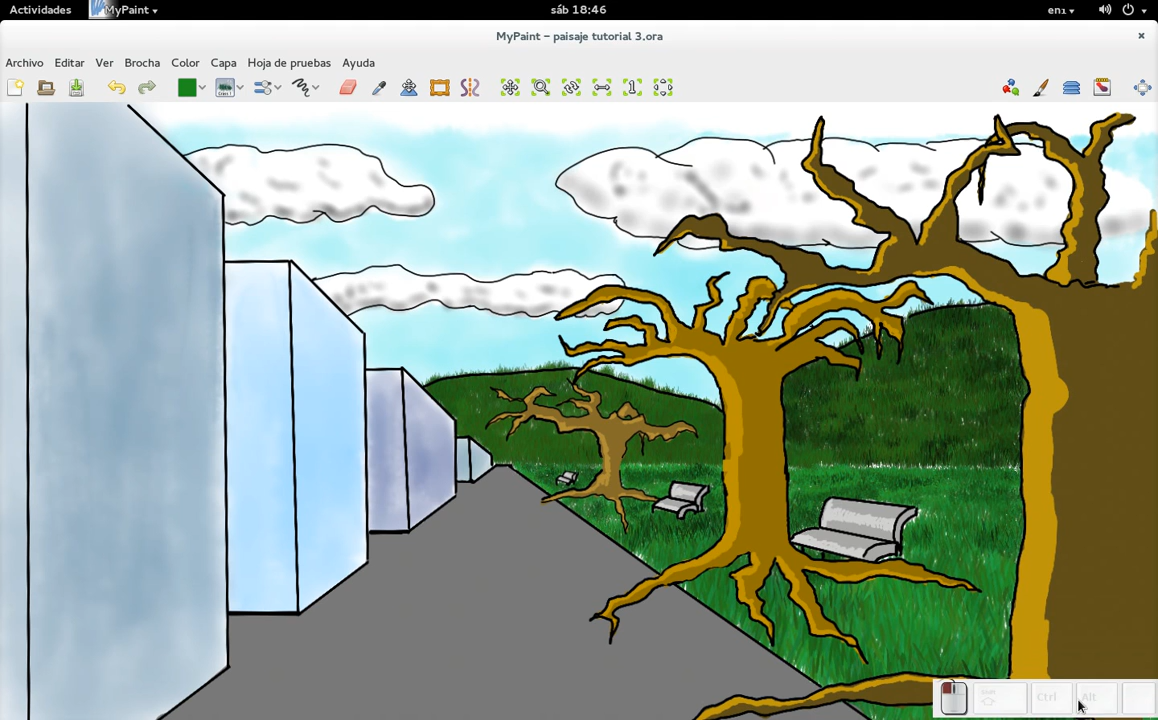 Actividades MyPaint sáb 18:46 en1
MyPaint – paisaje tutorial 3.ora ×
Archivo Editar Ver Brocha Color Capa Hoja de pruebas Ayuda
Shift Ctrl Alt